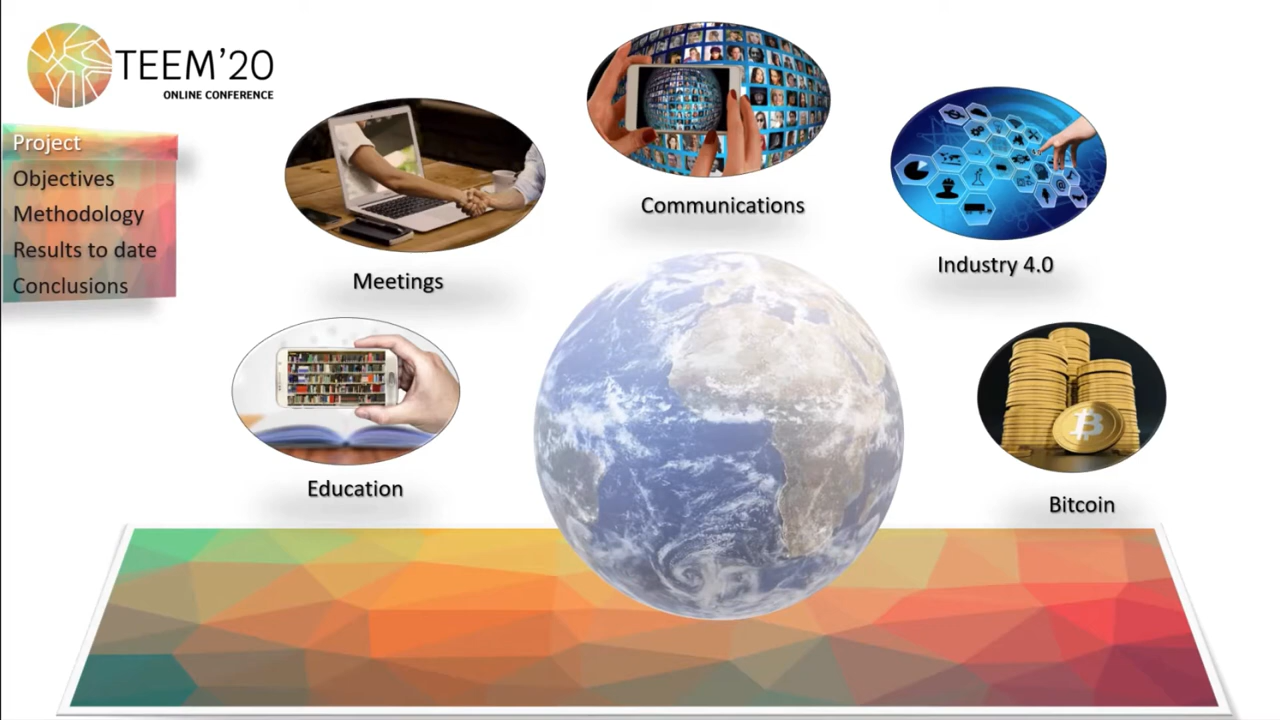 TEEM'20
ONLINE CONFERENCE
Project
Objectives
Methodology
Results to date
Conclusions
Meetings
Communications
Industry 4.0
Education
Bitcoin